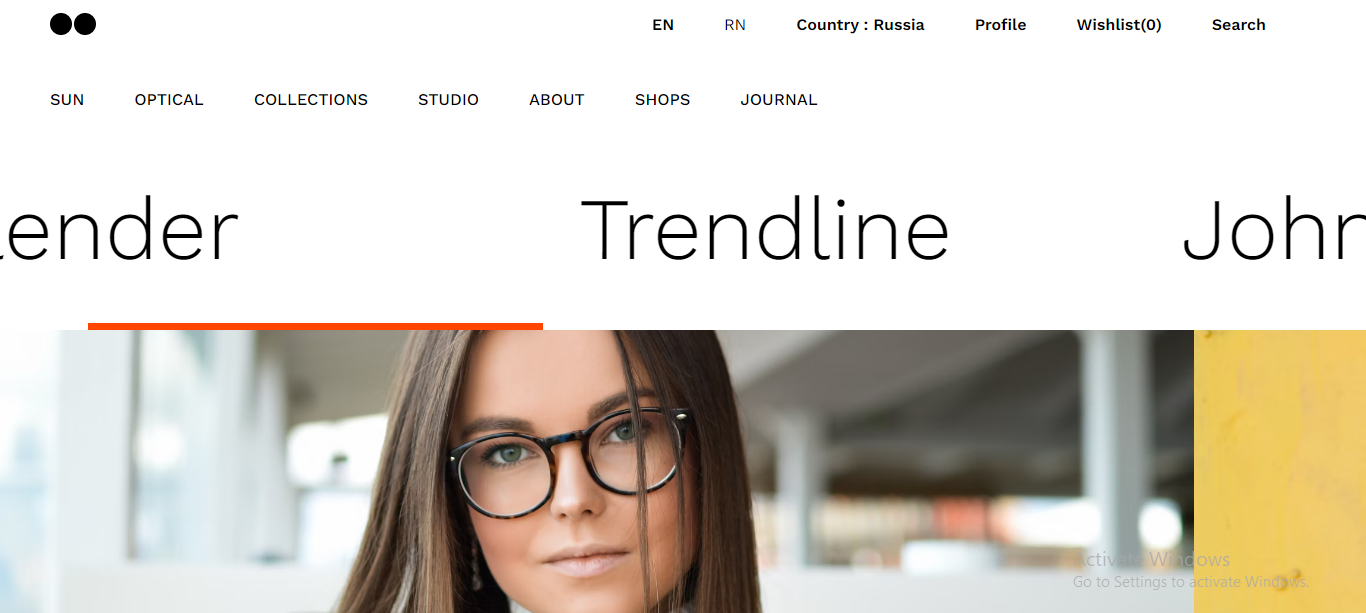 EN RN Country : Russia Profile Wishlist(0) Search
SUN OPTICAL COLLECTIONS STUDIO ABOUT SHOPS JOURNAL
ender Trendline John
Activate Windows
Go to Settings to activate Windows.